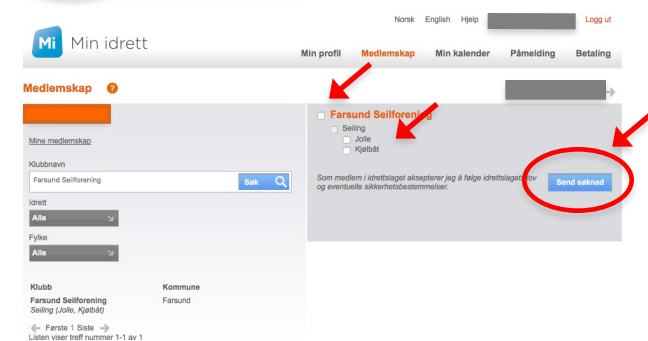 Norsk English Hjelp Logg ut
Mi Min idrett
Min profil Medlemskap Min kalender Påmelding Betaling
Medlemskap ?
Mine medlemskap
Klubbnavn
Farsund Seilforening Søk
Idrett
Alle
Fylke
Alle
Klubb Kommune
Farsund Seilforening Farsund
Seiling (Jolle, Kjølbåt)
Første 1 Siste
Listen viser treff nummer 1-1 av 1
Farsund Seilforening
Seiling
Jolle
Kjølbåt
Som medlem i idrettslaget aksepterer jeg å følge idrettslagets lov
og eventuelle sikkerhetsbestemmelser.
Send søknad